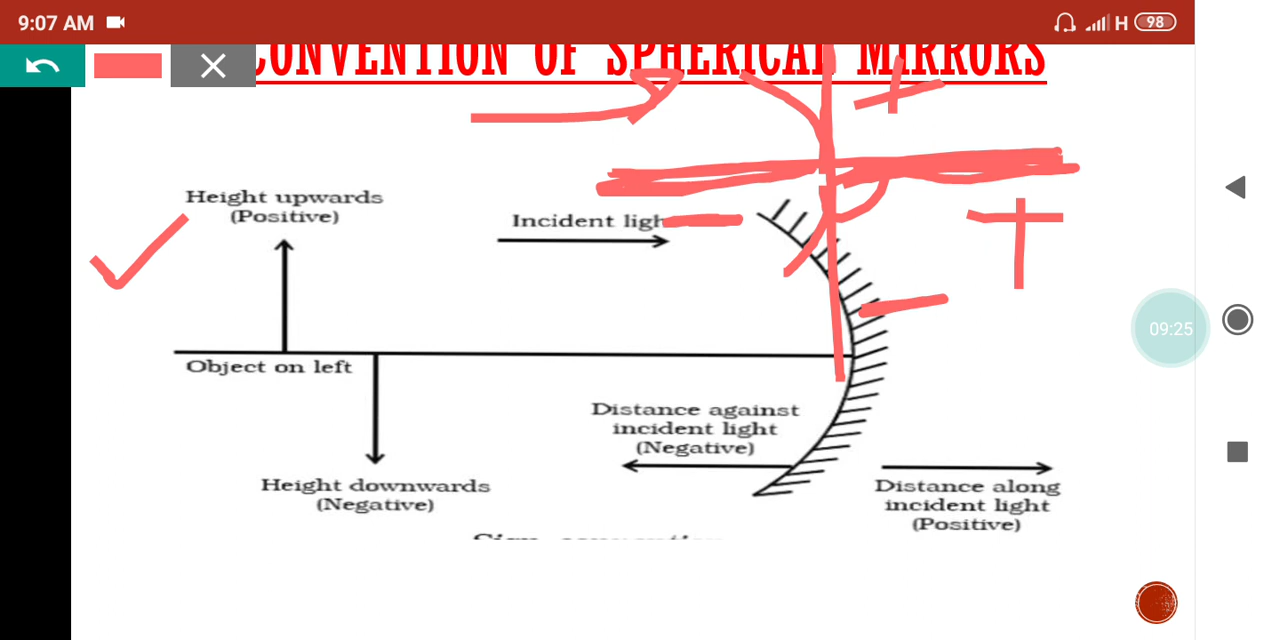 9:07 AM
H 98
CONVENTION OF SPHERICAL MIRRORS
Height upwards
(Positive)
Incident light
Object on left
09:25
Distance against
incident light
(Negative)
Height downwards
(Negative)
Distance along
incident light
(Positive)